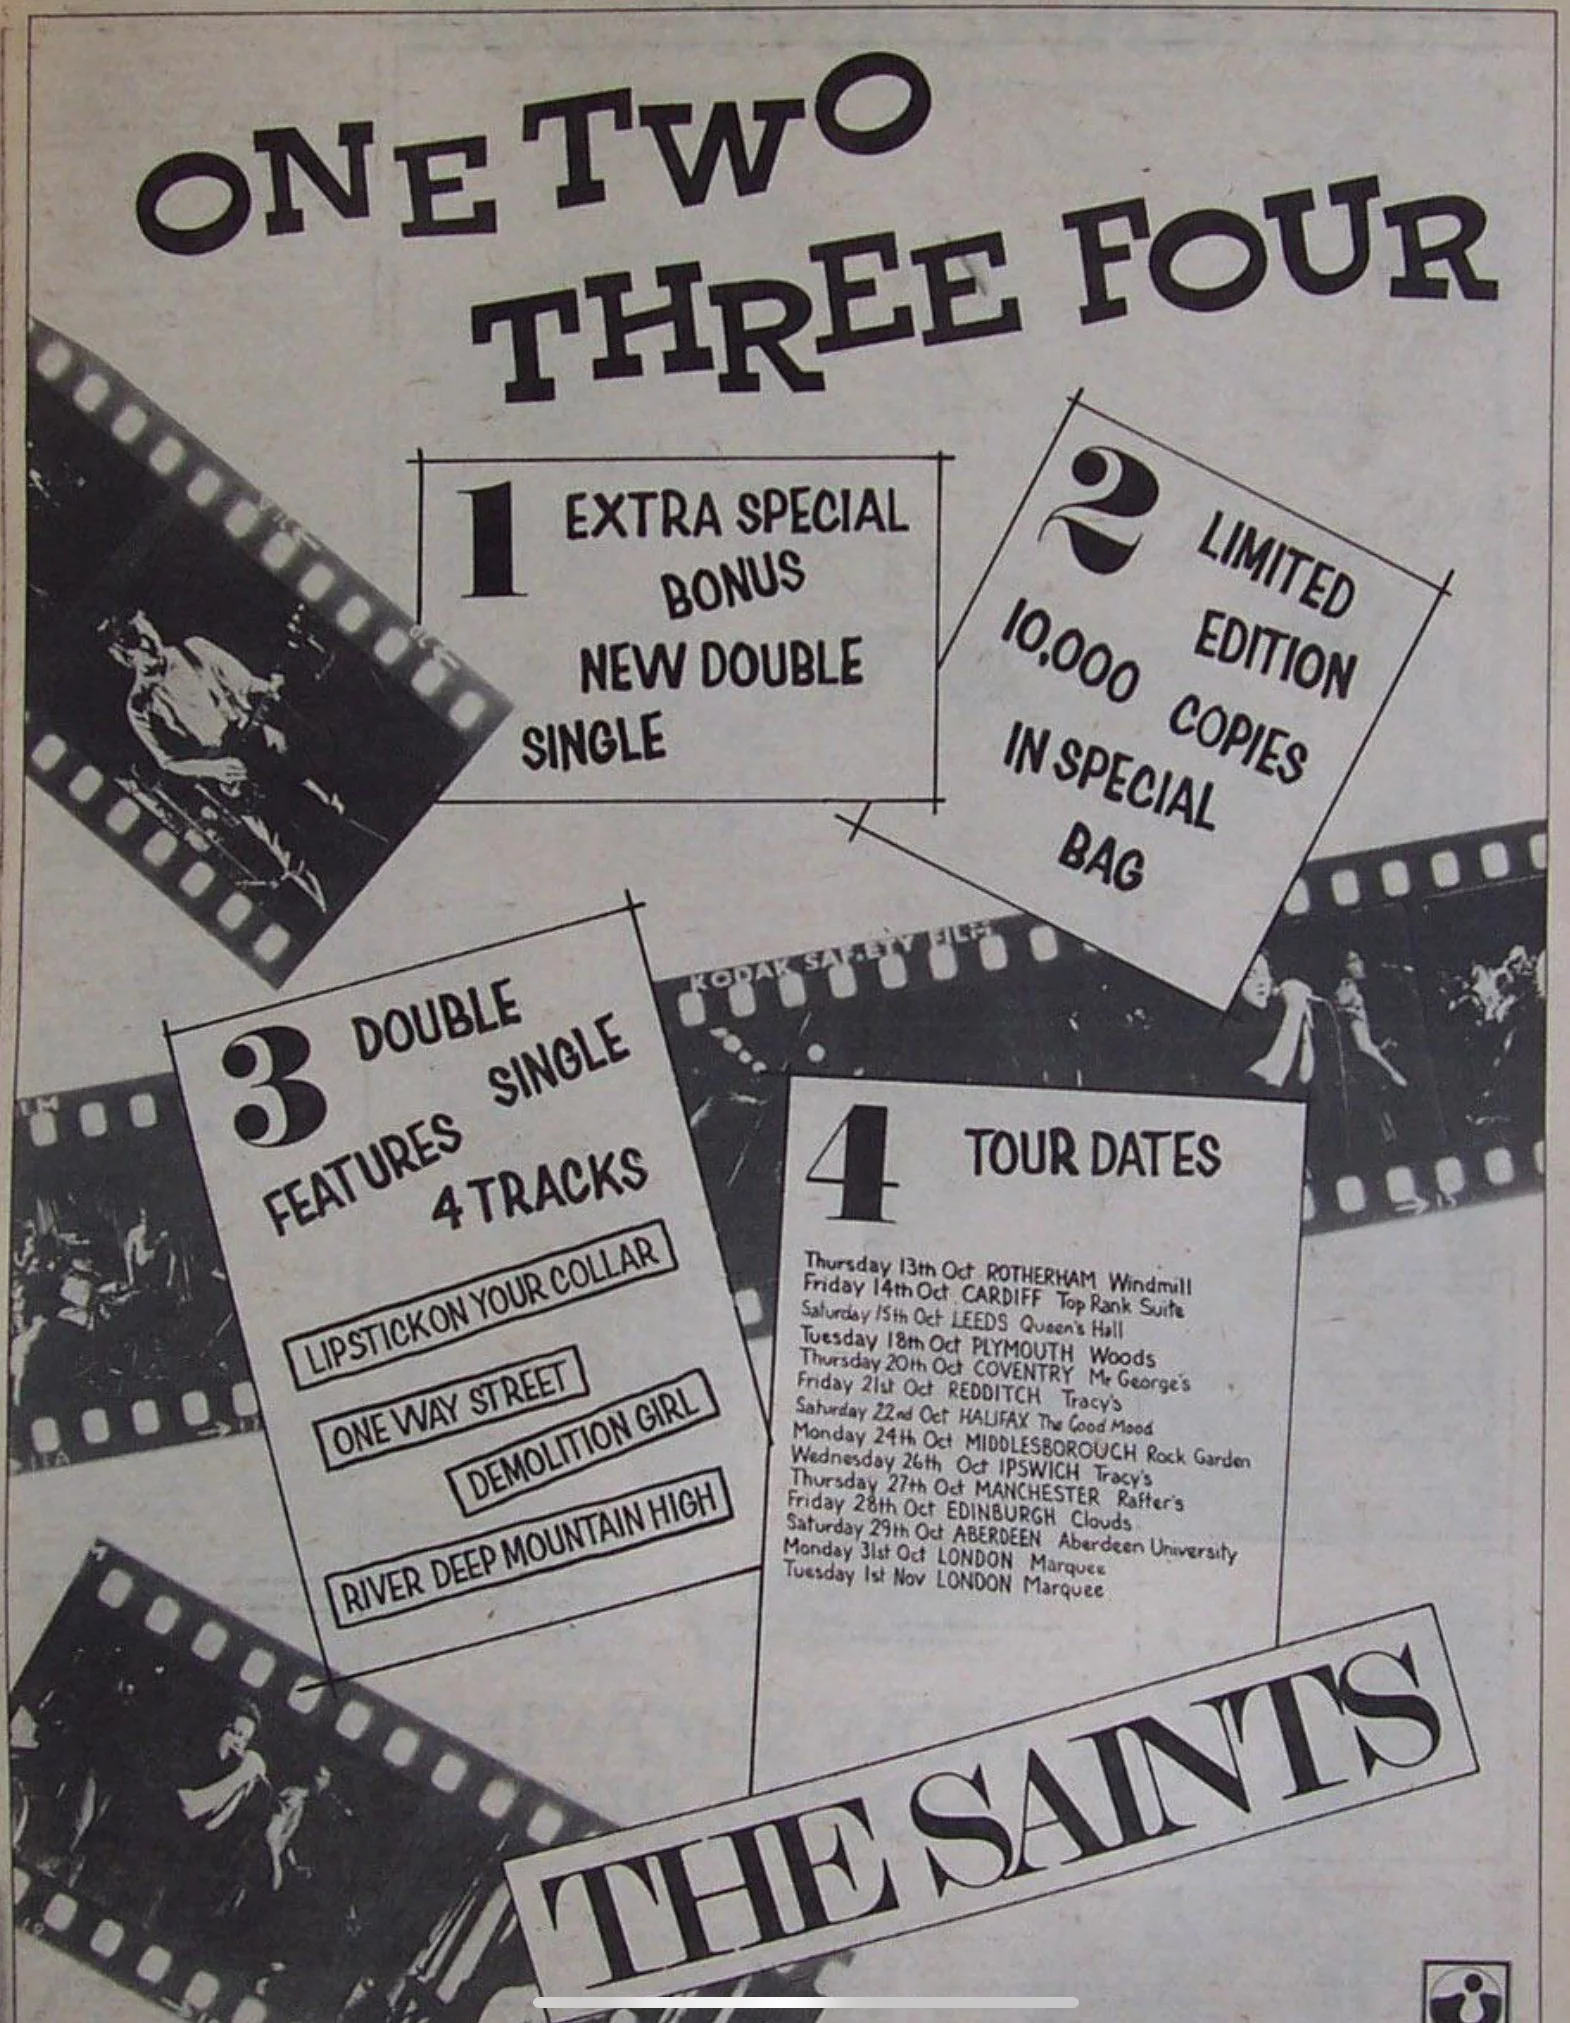 ONE TWO
THREE FOUR
1 EXTRA SPECIAL
BONUS
NEW DOUBLE
SINGLE
2 LIMITED
EDITION
10,000 COPIES
IN SPECIAL
BAG
KODAK SAFETY FILM
3 DOUBLE
SINGLE
FEATURES
4 TRACKS
LIPSTICK ON YOUR COLLAR
ONE WAY STREET
DEMOLITION GIRL
RIVER DEEP MOUNTAIN HIGH
4 TOUR DATES
Thursday 13th Oct ROTHERHAM Windmill
Friday 14th Oct CARDIFF Top Rank Suite
Saturday 15th Oct LEEDS Queen's Hall
Tuesday 18th Oct PLYMOUTH Woods
Thursday 20th Oct COVENTRY Mr George's
Friday 21st Oct REDDITCH Tracy's
Saturday 22nd Oct HALIFAX The Good Mood
Monday 24th Oct MIDDLESBOROUGH Rock Garden
Wednesday 26th Oct IPSWICH Tracy's
Thursday 27th Oct MANCHESTER Rafter's
Friday 28th Oct EDINBURGH Clouds
Saturday 29th Oct ABERDEEN Aberdeen University
Monday 31st Oct LONDON Marquee
Tuesday 1st Nov LONDON Marquee
THE SAINTS